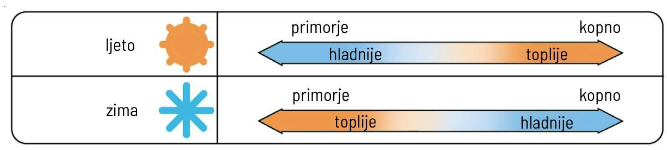 ljeto
primorje kopno
hladnije toplije
zima
primorje kopno
toplije hladnije